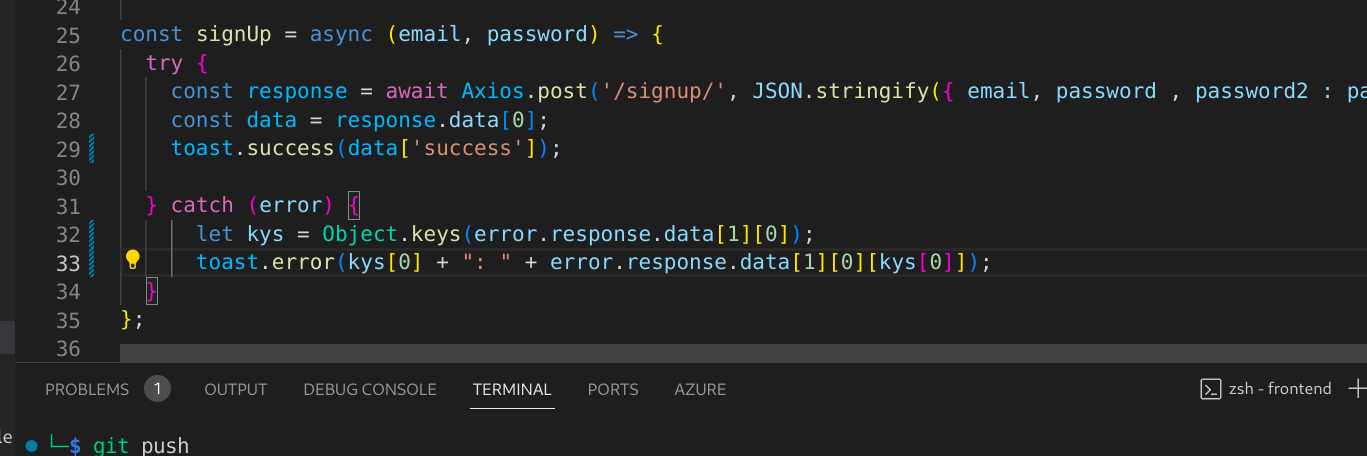 24
25 const signUp = async (email, password) => {
26 try {
27 const response = await Axios.post('/signup/', JSON.stringify({ email, password , password2 : pa
28 const data = response.data[0];
29 toast.success(data['success']);
30
31 } catch (error) {
32 let kys = Object.keys(error.response.data[1][0]);
33 toast.error(kys[0] + ": " + error.response.data[1][0][kys[0]]);
34 }
35 };
36
PROBLEMS 1 OUTPUT DEBUG CONSOLE TERMINAL PORTS AZURE zsh - frontend
le
$ git push